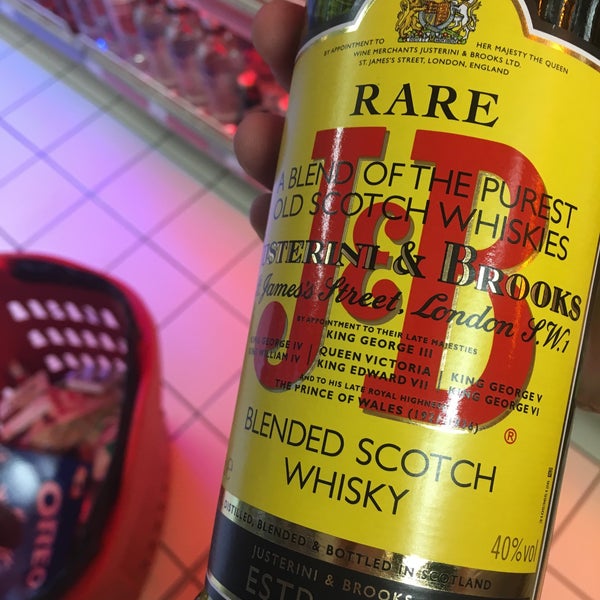 BY APPOINTMENT TO HER MAJESTY THE QUEEN
WINE MERCHANTS JUSTERINI & BROOKS LTD.
ST. JAMES'S STREET, LONDON, ENGLAND
RARE
J&B
A BLEND OF THE PUREST
OLD SCOTCH WHISKIES
JUSTERINI & BROOKS
St. James's Street, London S.W.1
BY APPOINTMENT TO THEIR LATE MAJESTIES
KING GEORGE III
KING GEORGE IV | QUEEN VICTORIA | KING GEORGE V
KING WILLIAM IV | KING EDWARD VII | KING GEORGE VI
AND TO HIS LATE ROYAL HIGHNESS
THE PRINCE OF WALES
®
BLENDED SCOTCH
WHISKY
40%vol
DISTILLED, BLENDED & BOTTLED IN SCOTLAND
JUSTERINI & BROOKS
ESTD
OREO